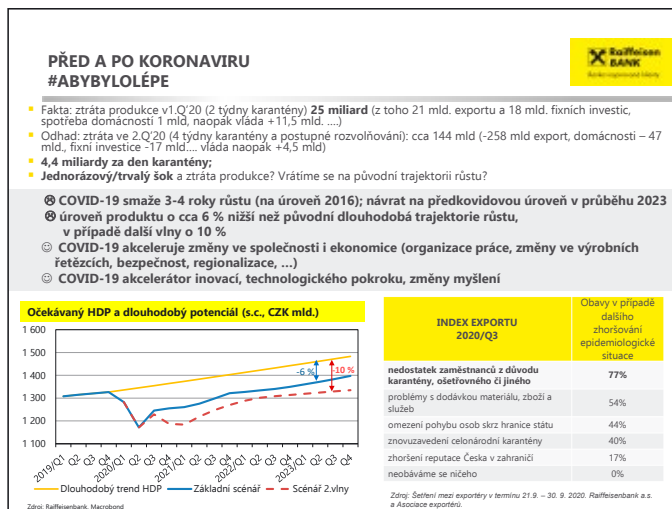 PŘED A PO KORONAVIRU
#ABYBYLOLÉPE
Raiffeisen
BANK
Fakta: ztráta produkce v1.Q'20 (2 týdny karantény) 25 miliard (z toho 21 mld. exportu a 18 mld. fixních investic,
spotřeba domácností 1 mld, naopak vláda +11,5 mld. ....)
Odhad: ztráta ve 2.Q'20 (4 týdny karantény a postupné rozvolňování): cca 144 mld (-258 mld export, domácnosti – 47
mld., fixní investice -17 mld.... vláda naopak +4,5 mld)
4,4 miliardy za den karantény;
Jednorázový/trvalý šok a ztráta produkce? Vrátíme se na původní trajektorii růstu?
☹ COVID-19 smaže 3-4 roky růstu (na úroveň 2016); návrat na předkovidovou úroveň v průběhu 2023
☹ úroveň produktu o cca 6 % nižší než původní dlouhodobá trajektorie růstu,
v případě další vlny o 10 %
☺ COVID-19 akceleruje změny ve společnosti i ekonomice (organizace práce, změny ve výrobních
řetězcích, bezpečnost, regionalizace, ...)
☺ COVID-19 akcelerátor inovací, technologického pokroku, změny myšlení
Očekávaný HDP a dlouhodobý potenciál (s.c., CZK mld.)
1 600
1 500
1 400
1 300
1 200
1 100
-6 %
-10 %
2019/Q1 Q2 Q3 Q4 2020/Q1 Q2 Q3 Q4 2021/Q1 Q2 Q3 Q4 2022/Q1 Q2 Q3 Q4 2023/Q1 Q2 Q3 Q4
Dlouhodobý trend HDP Základní scénář Scénář 2.vlny
Zdroj: Raiffeisenbank, Macrobond
INDEX EXPORTU
2020/Q3
Obavy v případě
dalšího
zhoršování
epidemiologické
situace
nedostatek zaměstnanců z důvodu
karantény, ošetřovného či jiného
77%
problémy s dodávkou materiálu, zboží a
služeb
54%
omezení pohybu osob skrz hranice státu
44%
znovuzavedení celonárodní karantény
40%
zhoršení reputace Česka v zahraničí
17%
neobáváme se ničeho
0%
Zdroj: Šetření mezi exportéry v termínu 21.9. – 30. 9. 2020. Raiffeisenbank a.s.
a Asociace exportérů.